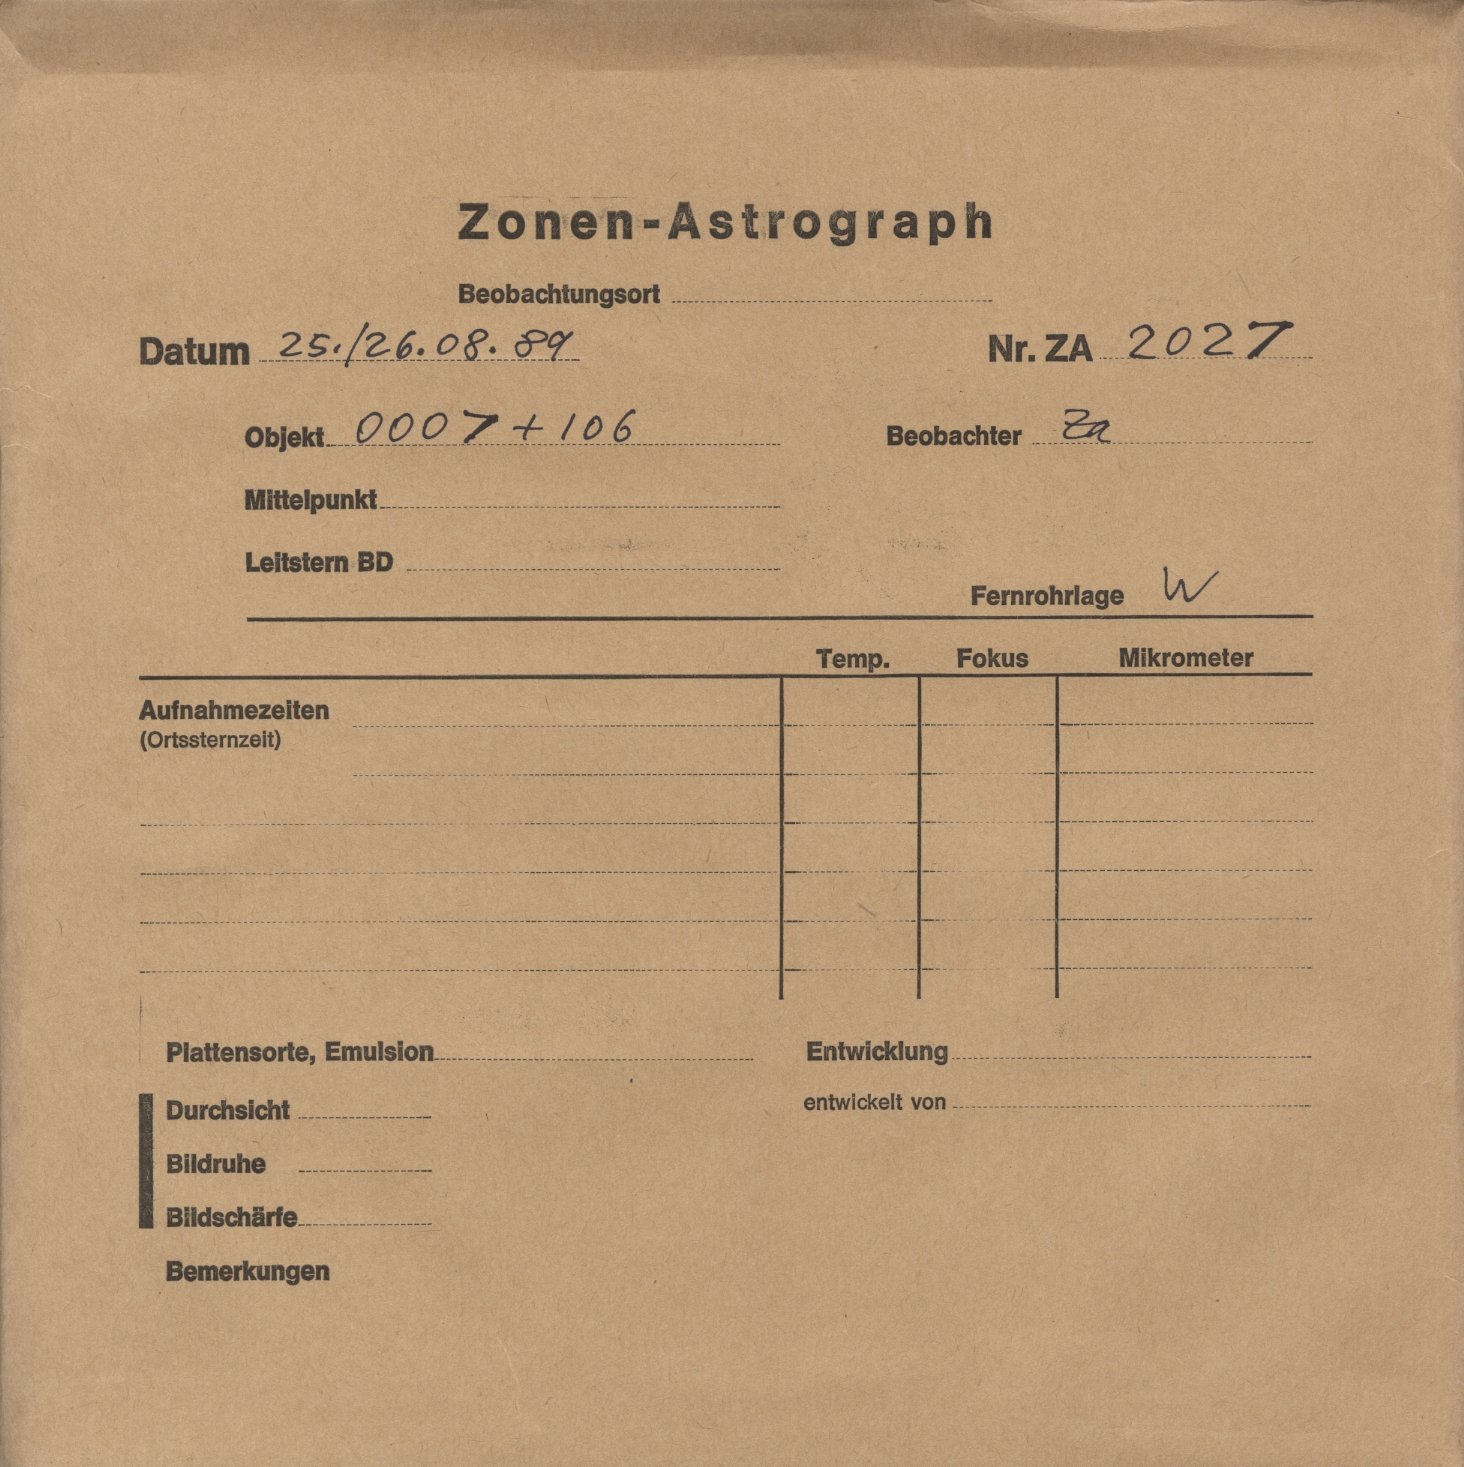 Zonen-Astrograph
Beobachtungsort
Datum 25./26.08.89
Nr. ZA 2027
Objekt 0007+106
Beobachter Za
Mittelpunkt
Leitstern BD
Fernrohrlage W
Temp. Fokus Mikrometer
Aufnahmezeiten
(Ortssternzeit)
Plattensorte, Emulsion
Entwicklung
Durchsicht
entwickelt von
Bildruhe
Bildschärfe
Bemerkungen